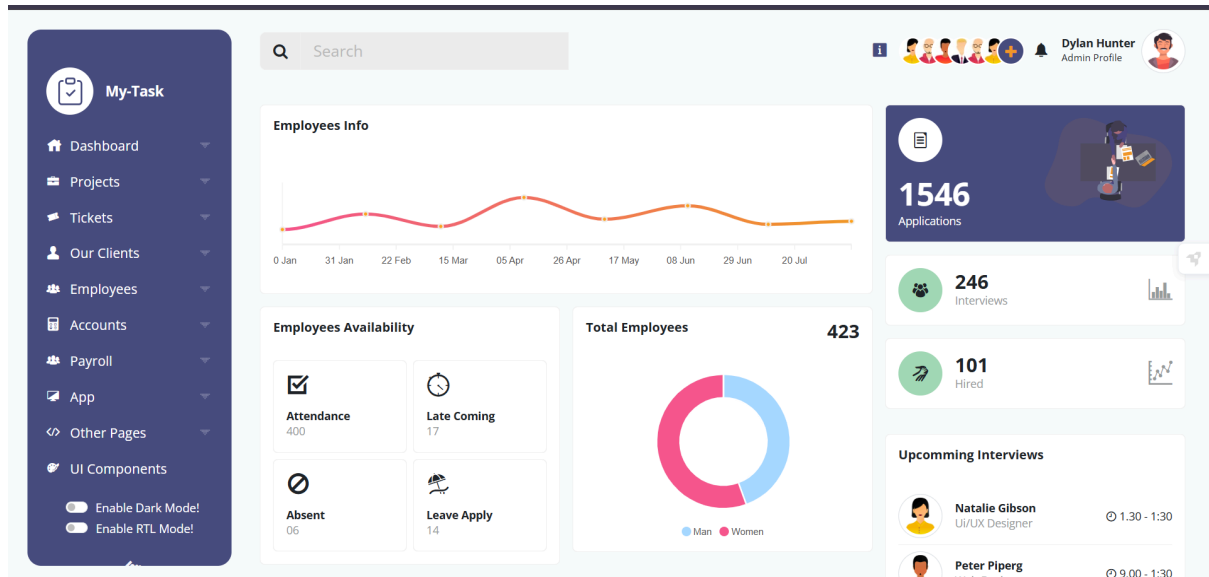 My-Task
Dashboard
Projects
Tickets
Our Clients
Employees
Accounts
Payroll
App
Other Pages
UI Components
Enable Dark Mode!
Enable RTL Mode!
Search
Dylan Hunter
Admin Profile
Employees Info
0 Jan 31 Jan 22 Feb 15 Mar 05 Apr 26 Apr 17 May 08 Jun 29 Jun 20 Jul
Employees Availability
Attendance
400
Late Coming
17
Absent
06
Leave Apply
14
Total Employees
423
Man Women
1546
Applications
246
Interviews
101
Hired
Upcomming Interviews
Natalie Gibson
Ui/UX Designer
1.30 - 1:30
Peter Piperg
9.00 - 1:30